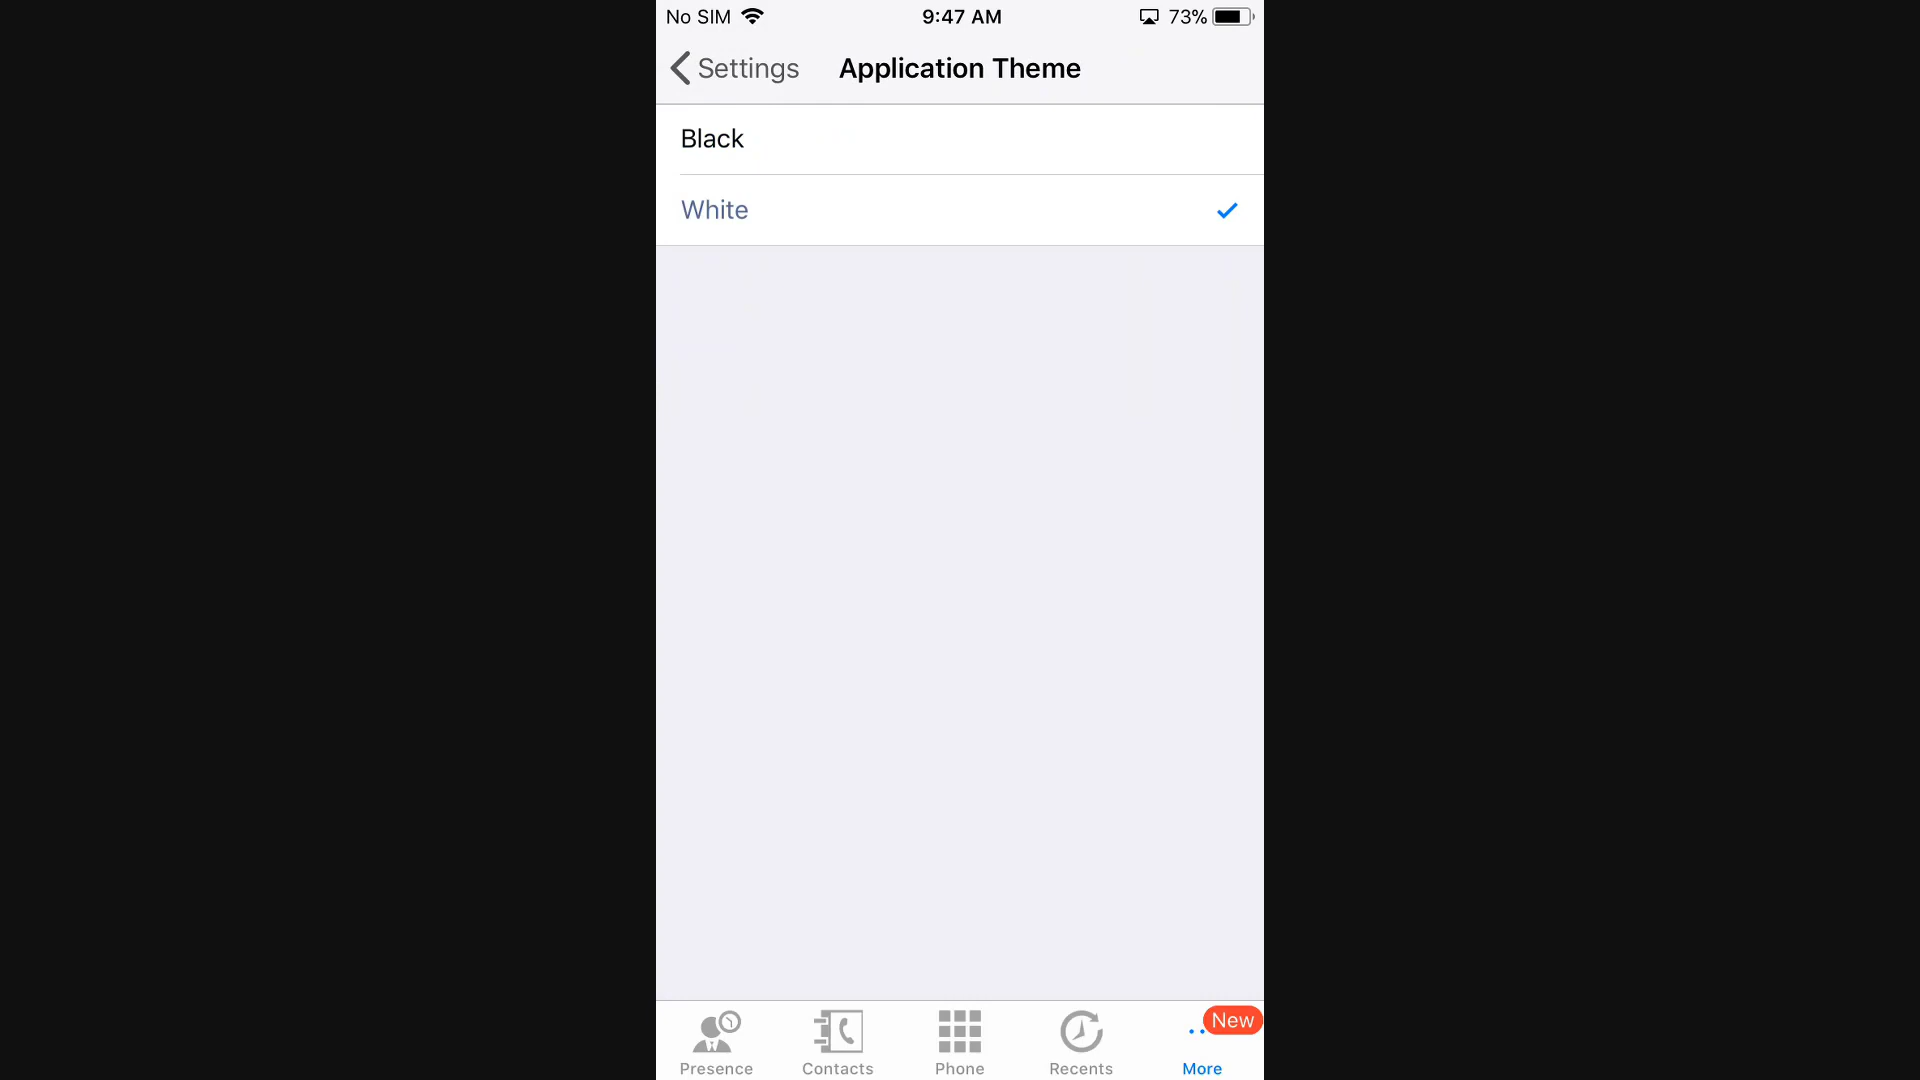 No SIM 9:47 AM 73%
Settings Application Theme
Black
White
New
Presence Contacts Phone Recents More